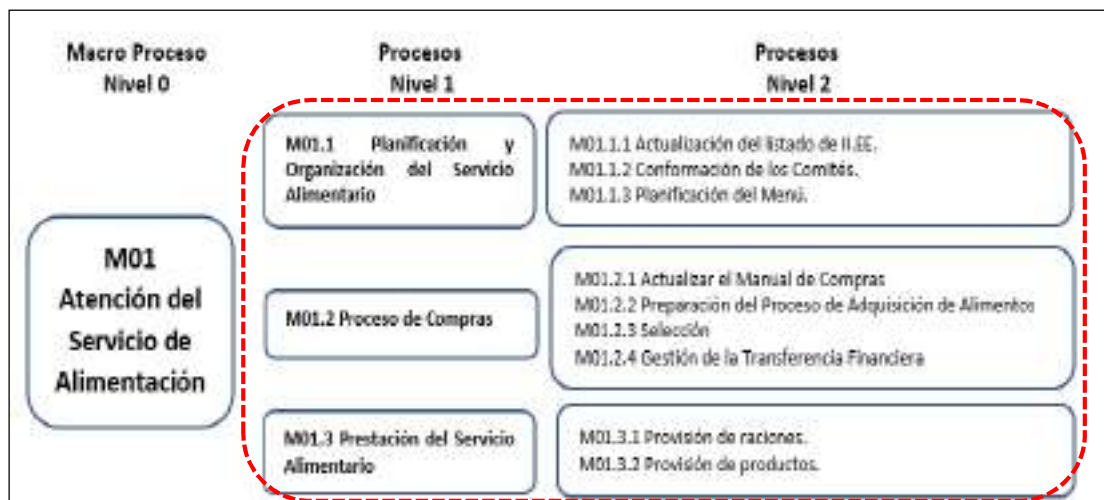 Macro Proceso
Nivel 0
Procesos
Nivel 1
Procesos
Nivel 2
M01
Atención del
Servicio de
Alimentación
M01.1 Planificación y
Organización del Servicio
Alimentario
M01.1.1 Actualización del listado de II.EE.
M01.1.2 Conformación de los Comités.
M01.1.3 Planificación del Menú.
M01.2 Proceso de Compras
M01.2.1 Actualizar el Manual de Compras
M01.2.2 Preparación del Proceso de Adquisición de Alimentos
M01.2.3 Selección
M01.2.4 Gestión de la Transferencia Financiera
M01.3 Prestación del Servicio
Alimentario
M01.3.1 Provisión de raciones.
M01.3.2 Provisión de productos.